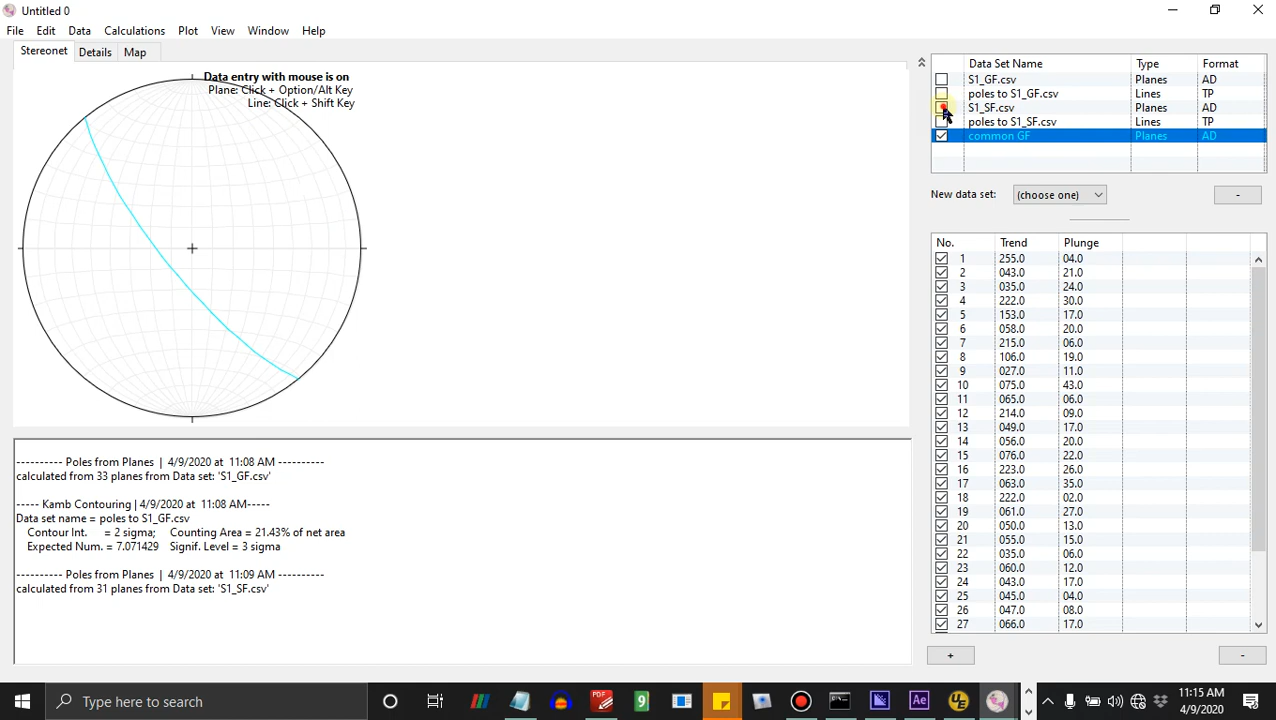 Untitled 0
File Edit Data Calculations Plot View Window Help
Stereonet Details Map
Data entry with mouse is on
Plane: Click + Option/Alt Key
Line: Click + Shift Key
Data Set Name Type Format
S1_GF.csv Planes AD
poles to S1_GF.csv Lines TP
S1_SF.csv Planes AD
poles to S1_SF.csv Lines TP
common GF Planes AD
New data set: (choose one) -
No. Trend Plunge
1 255.0 04.0
2 043.0 21.0
3 035.0 24.0
4 222.0 30.0
5 153.0 17.0
6 058.0 20.0
7 215.0 06.0
8 106.0 19.0
9 027.0 11.0
10 075.0 43.0
11 065.0 06.0
12 214.0 09.0
13 049.0 17.0
14 056.0 20.0
15 076.0 22.0
16 223.0 26.0
17 063.0 35.0
18 222.0 02.0
19 061.0 27.0
20 050.0 13.0
21 055.0 15.0
22 035.0 06.0
23 060.0 12.0
24 043.0 17.0
25 045.0 04.0
26 047.0 08.0
27 066.0 17.0
+ -
---------- Poles from Planes | 4/9/2020 at 11:08 AM ----------
calculated from 33 planes from Data set: 'S1_GF.csv'
----- Kamb Contouring | 4/9/2020 at 11:08 AM-----
Data set name = poles to S1_GF.csv
Contour Int. = 2 sigma; Counting Area = 21.43% of net area
Expected Num. = 7.071429 Signif. Level = 3 sigma
---------- Poles from Planes | 4/9/2020 at 11:09 AM ----------
calculated from 31 planes from Data set: 'S1_SF.csv'
Type here to search
PDF
9
Ae
11:15 AM
4/9/2020